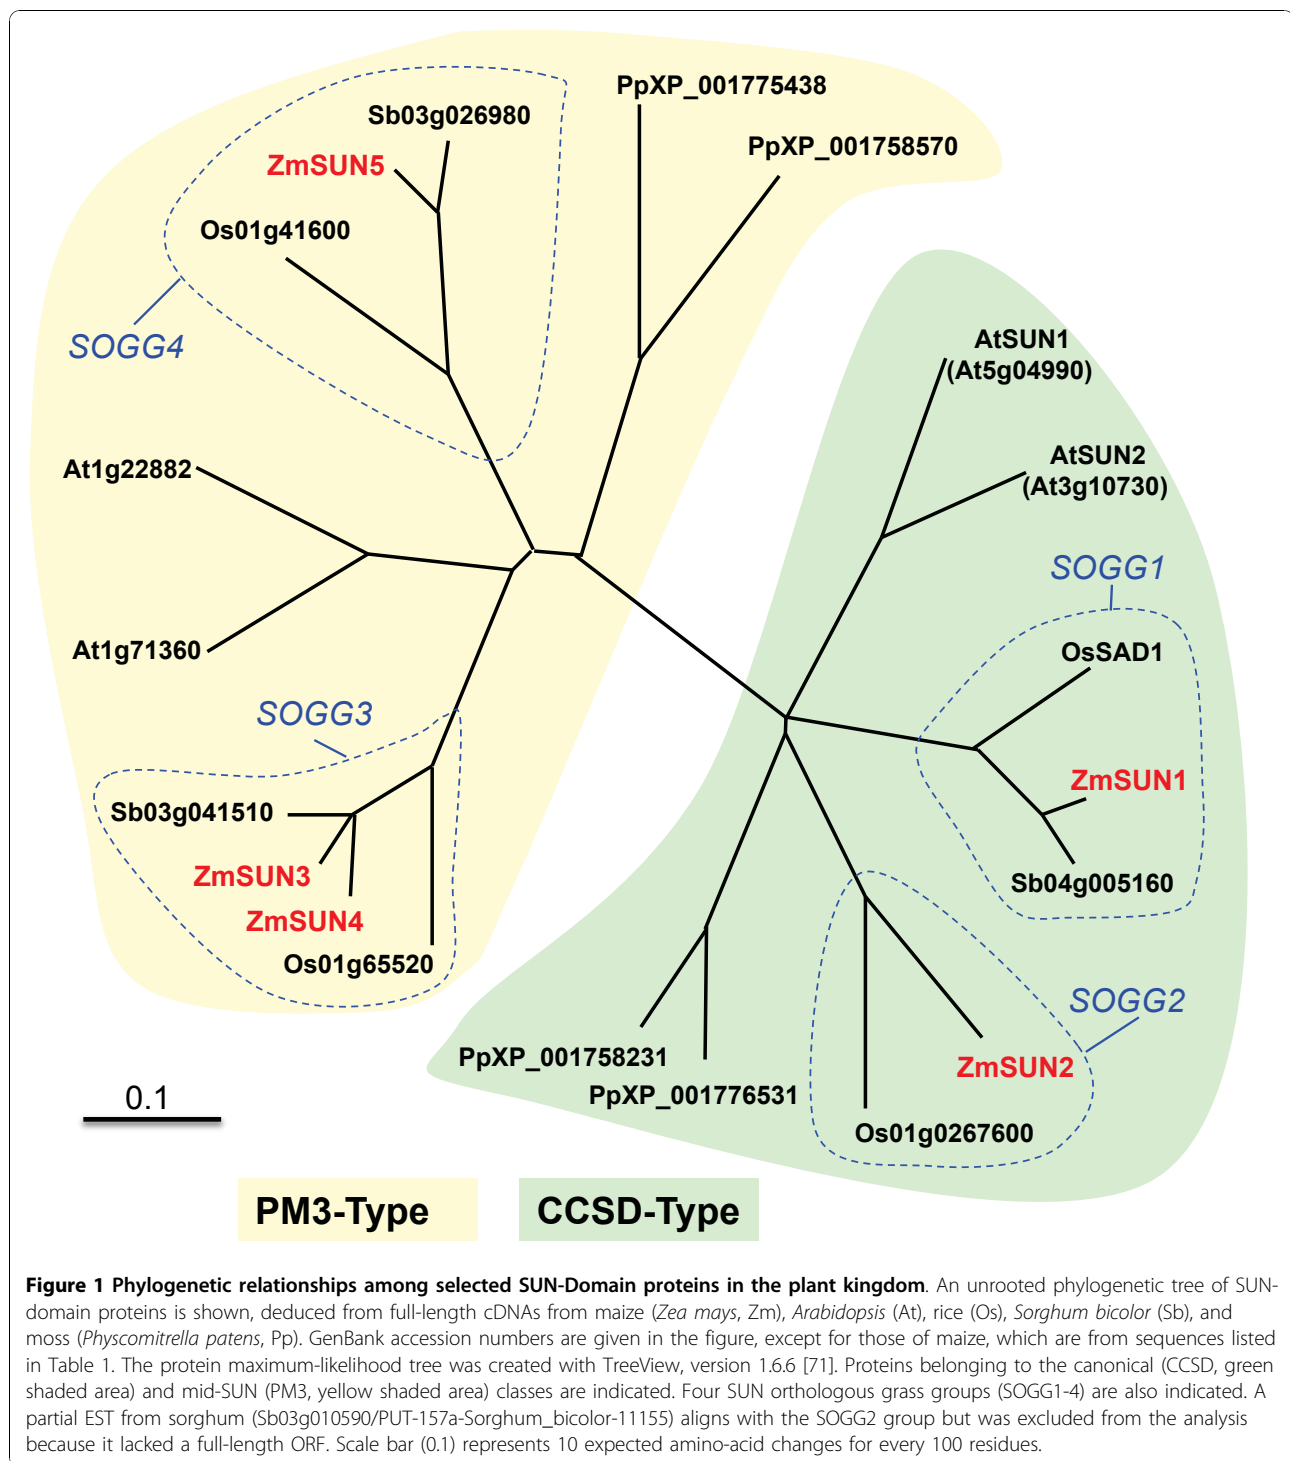 PpXP_001775438
Sb03g026980
PpXP_001758570
ZmSUN5
Os01g41600
SOGG4
AtSUN1
(At5g04990)
AtSUN2
(At3g10730)
At1g22882
SOGG1
At1g71360
OsSAD1
SOGG3
ZmSUN1
Sb03g041510
ZmSUN3
Sb04g005160
ZmSUN4
Os01g65520
SOGG2
PpXP_001758231
ZmSUN2
PpXP_001776531
0.1
Os01g0267600
PM3-Type
CCSD-Type
Figure 1 Phylogenetic relationships among selected SUN-Domain proteins in the plant kingdom. An unrooted phylogenetic tree of SUN-
domain proteins is shown, deduced from full-length cDNAs from maize (Zea mays, Zm), Arabidopsis (At), rice (Os), Sorghum bicolor (Sb), and
moss (Physcomitrella patens, Pp). GenBank accession numbers are given in the figure, except for those of maize, which are from sequences listed
in Table 1. The protein maximum-likelihood tree was created with TreeView, version 1.6.6 [71]. Proteins belonging to the canonical (CCSD, green
shaded area) and mid-SUN (PM3, yellow shaded area) classes are indicated. Four SUN orthologous grass groups (SOGG1-4) are also indicated. A
partial EST from sorghum (Sb03g010590/PUT-157a-Sorghum_bicolor-11155) aligns with the SOGG2 group but was excluded from the analysis
because it lacked a full-length ORF. Scale bar (0.1) represents 10 expected amino-acid changes for every 100 residues.